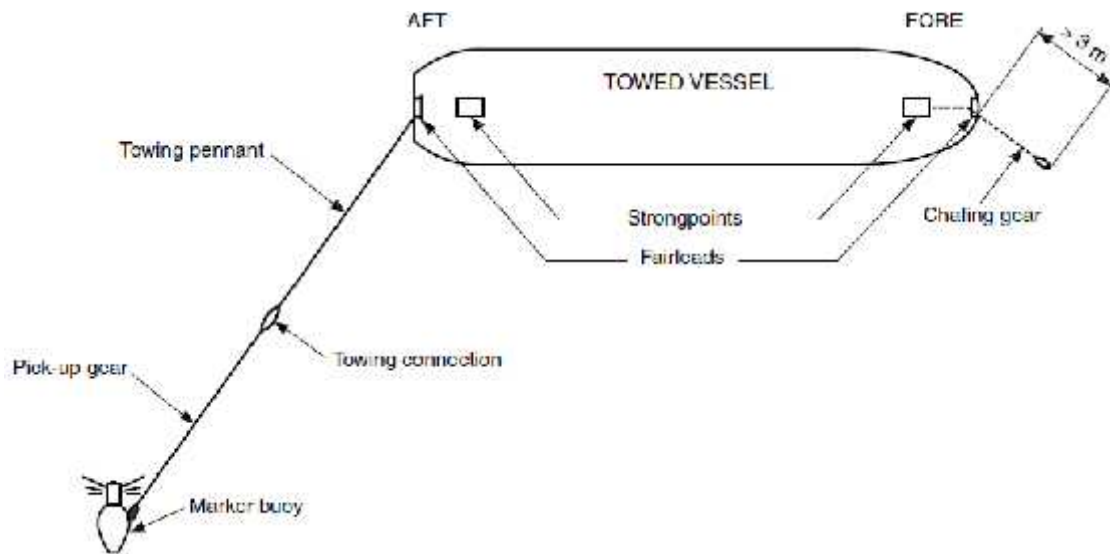 AFT
FORE
> 3 m
TOWED VESSEL
Towing pennant
Strongpoints
Chafing gear
Fairleads
Towing connection
Pick-up gear
Marker buoy